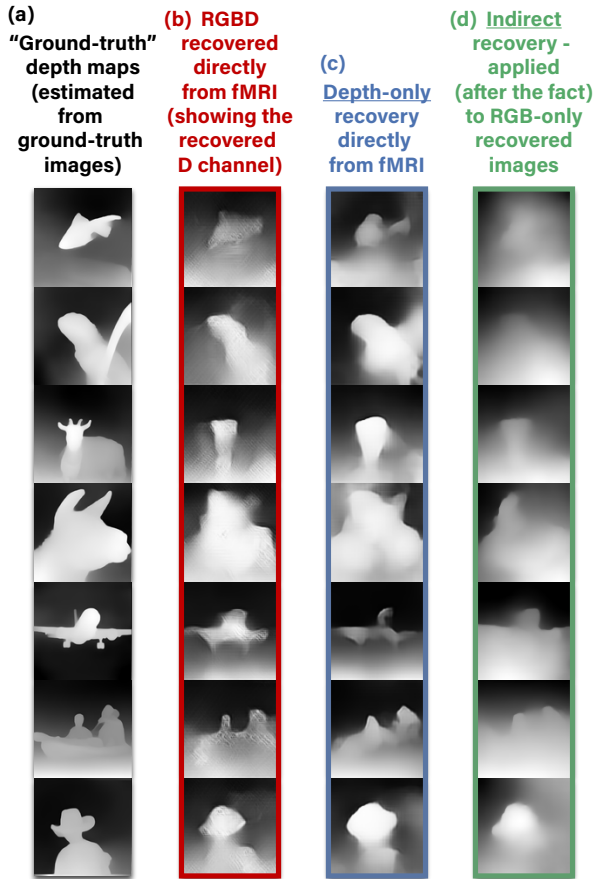 (a)
“Ground-truth”
depth maps
(estimated
from
ground-truth
images)
(b) RGBD
recovered
directly
from fMRI
(showing the
recovered
D channel)
(c)
Depth-only
recovery
directly
from fMRI
(d) Indirect
recovery -
applied
(after the fact)
to RGB-only
recovered
images